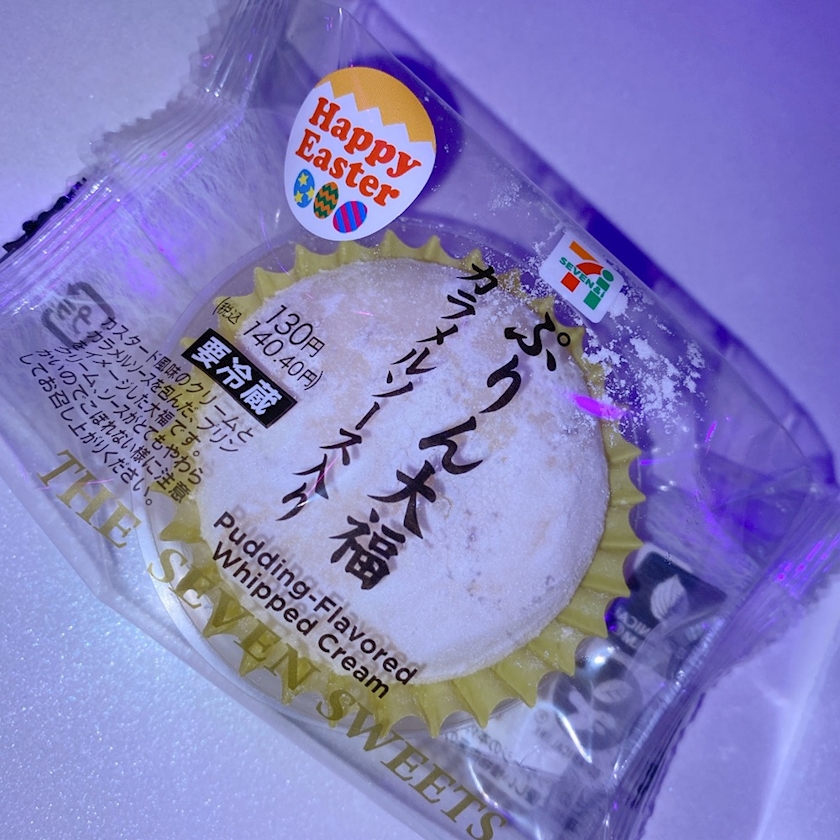 Happy
Easter
SEVEN&i
ぷりん大福
カラメルソース入り
130円
(税込 140.40円)
要冷蔵
カスタード風味のクリームと
カラメルソースを包んだ、プリン
をイメージした大福です。
クリーム、ソースがとてもやわら
かいのでこぼれない様に注意
してお召し上がりください。
Pudding-Flavored
Whipped Cream
THE SEVEN SWEETS